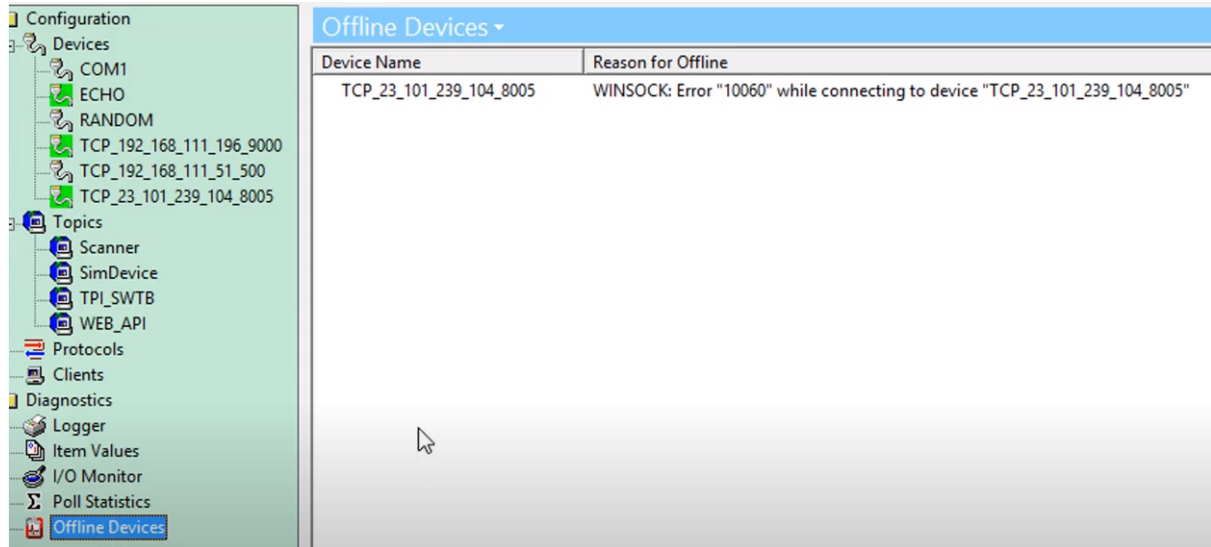 Configuration
Devices
COM1
ECHO
RANDOM
TCP_192_168_111_196_9000
TCP_192_168_111_51_500
TCP_23_101_239_104_8005
Topics
Scanner
SimDevice
TPI_SWTB
WEB_API
Protocols
Clients
Diagnostics
Logger
Item Values
I/O Monitor
Poll Statistics
Offline Devices
Offline Devices
Device Name Reason for Offline
TCP_23_101_239_104_8005 WINSOCK: Error "10060" while connecting to device "TCP_23_101_239_104_8005"